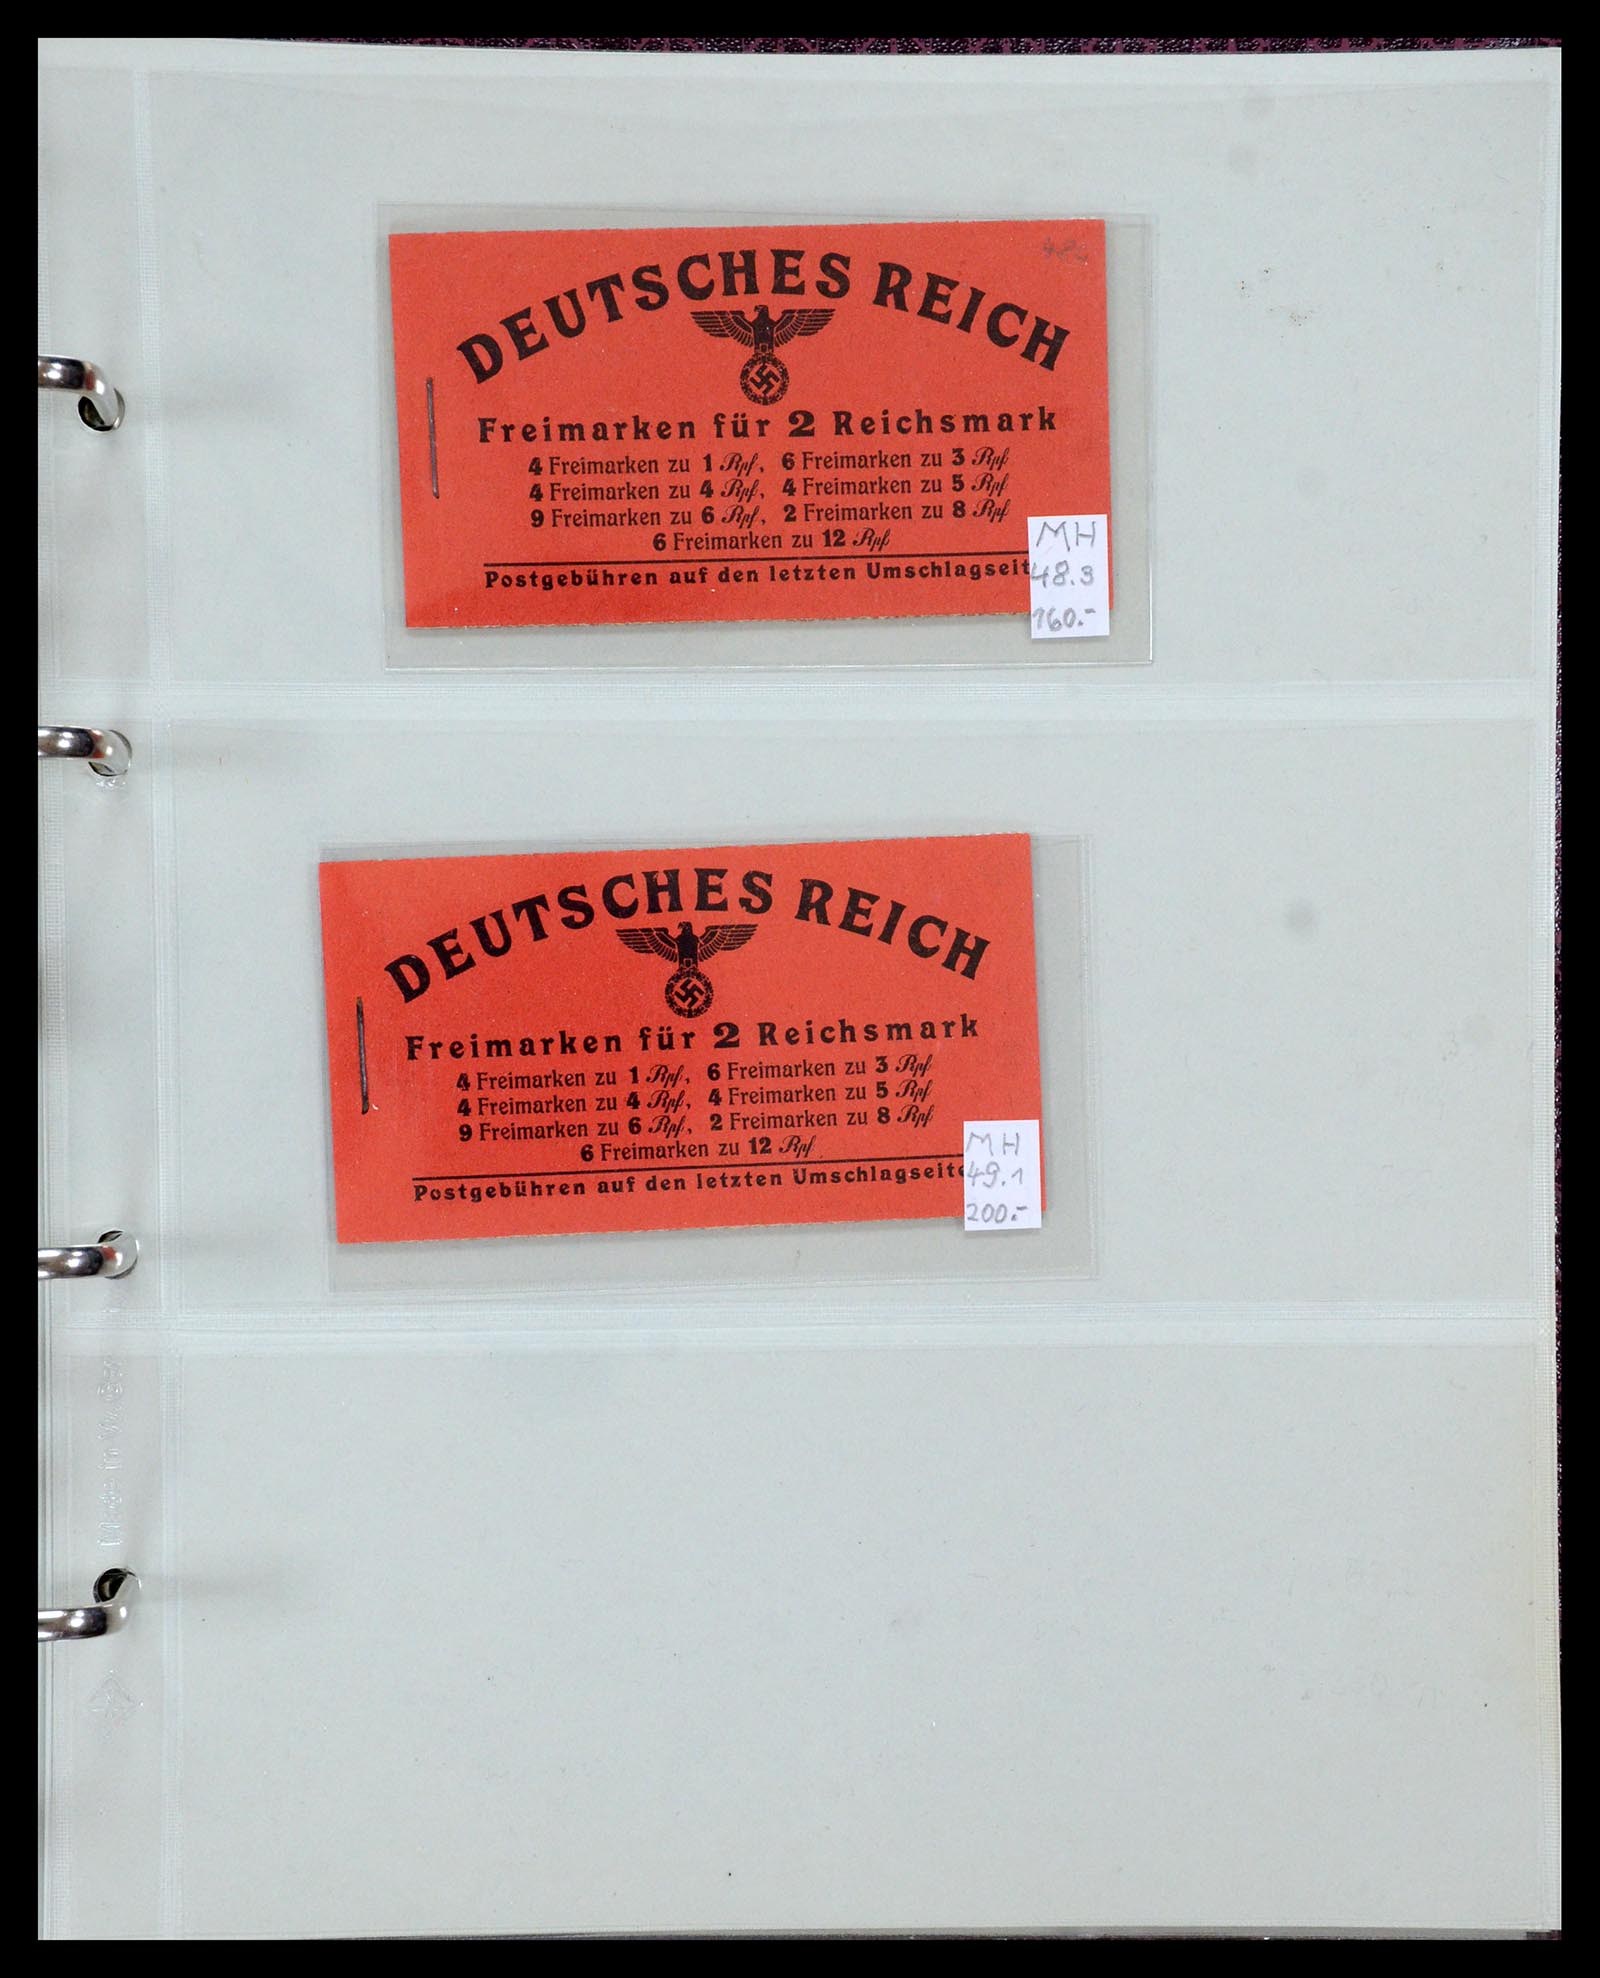 DEUTSCHES REICH
Freimarken für 2 Reichsmark
4 Freimarken zu 1 Rpf, 6 Freimarken zu 3 Rpf
4 Freimarken zu 4 Rpf, 4 Freimarken zu 5 Rpf
9 Freimarken zu 6 Rpf, 2 Freimarken zu 8 Rpf
6 Freimarken zu 12 Rpf
Postgebühren auf den letzten Umschlagseit
MH
48.3
160.-
DEUTSCHES REICH
Freimarken für 2 Reichsmark
4 Freimarken zu 1 Rpf, 6 Freimarken zu 3 Rpf
4 Freimarken zu 4 Rpf, 4 Freimarken zu 5 Rpf
9 Freimarken zu 6 Rpf, 2 Freimarken zu 8 Rpf
6 Freimarken zu 12 Rpf
Postgebühren auf den letzten Umschlagseite
MH
49.1
200.-
Made in W.